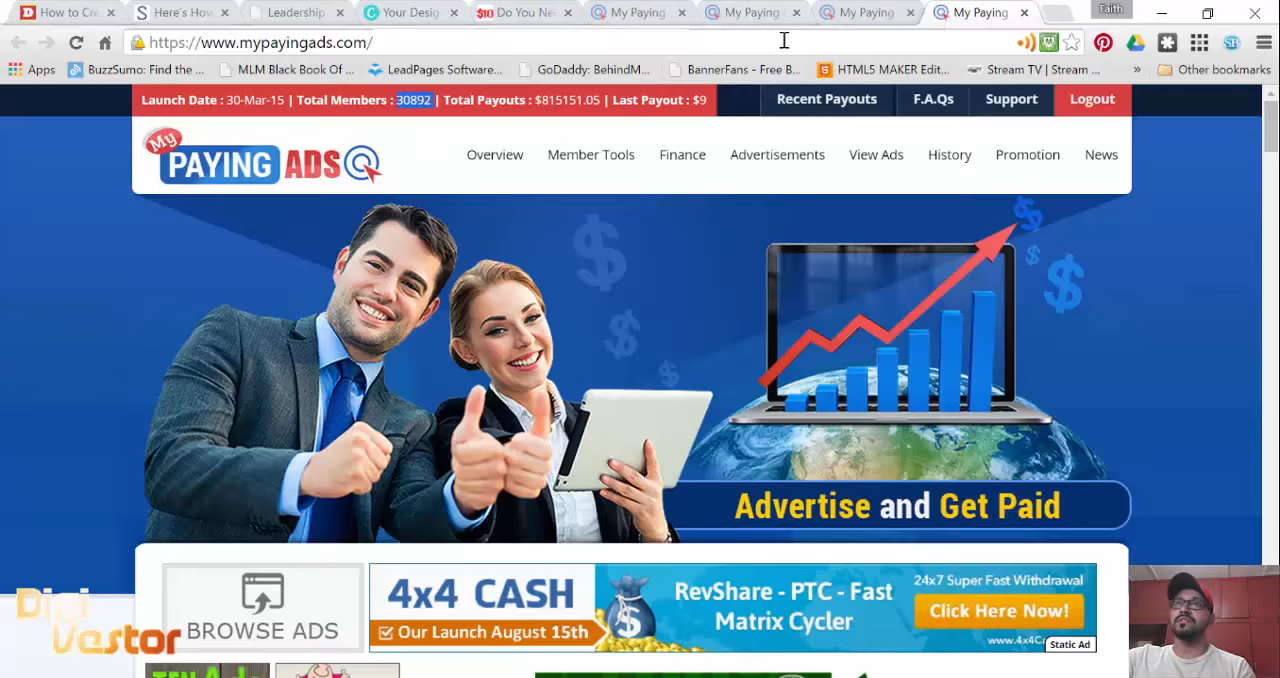 How to Cre
Here's How
Leadership
Your Desig
$10 Do You Ne
My Paying
My Paying
My Paying
My Paying
Faith
https://www.mypayingads.com/
Apps
BuzzSumo: Find the ...
MLM Black Book Of ...
LeadPages Software...
GoDaddy: BehindM...
BannerFans - Free B...
HTML5 MAKER Edit...
Stream TV | Stream ...
»
Other bookmarks
Launch Date : 30-Mar-15 | Total Members : 30892 | Total Payouts : $815151.05 | Last Payout : $9
Recent Payouts
F.A.Qs
Support
Logout
My
PAYING ADS
Overview
Member Tools
Finance
Advertisements
View Ads
History
Promotion
News
Advertise and Get Paid
BROWSE ADS
4x4 CASH
Our Launch August 15th
RevShare - PTC - Fast
Matrix Cycler
24x7 Super Fast Withdrawal
Click Here Now!
www.4x4Ca
Static Ad
Digi
Vestor